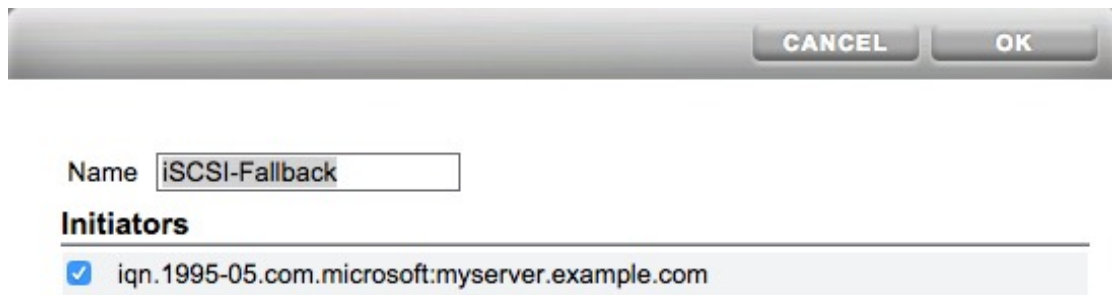 CANCEL OK
Name iSCSI-Fallback
Initiators
iqn.1995-05.com.microsoft:myserver.example.com